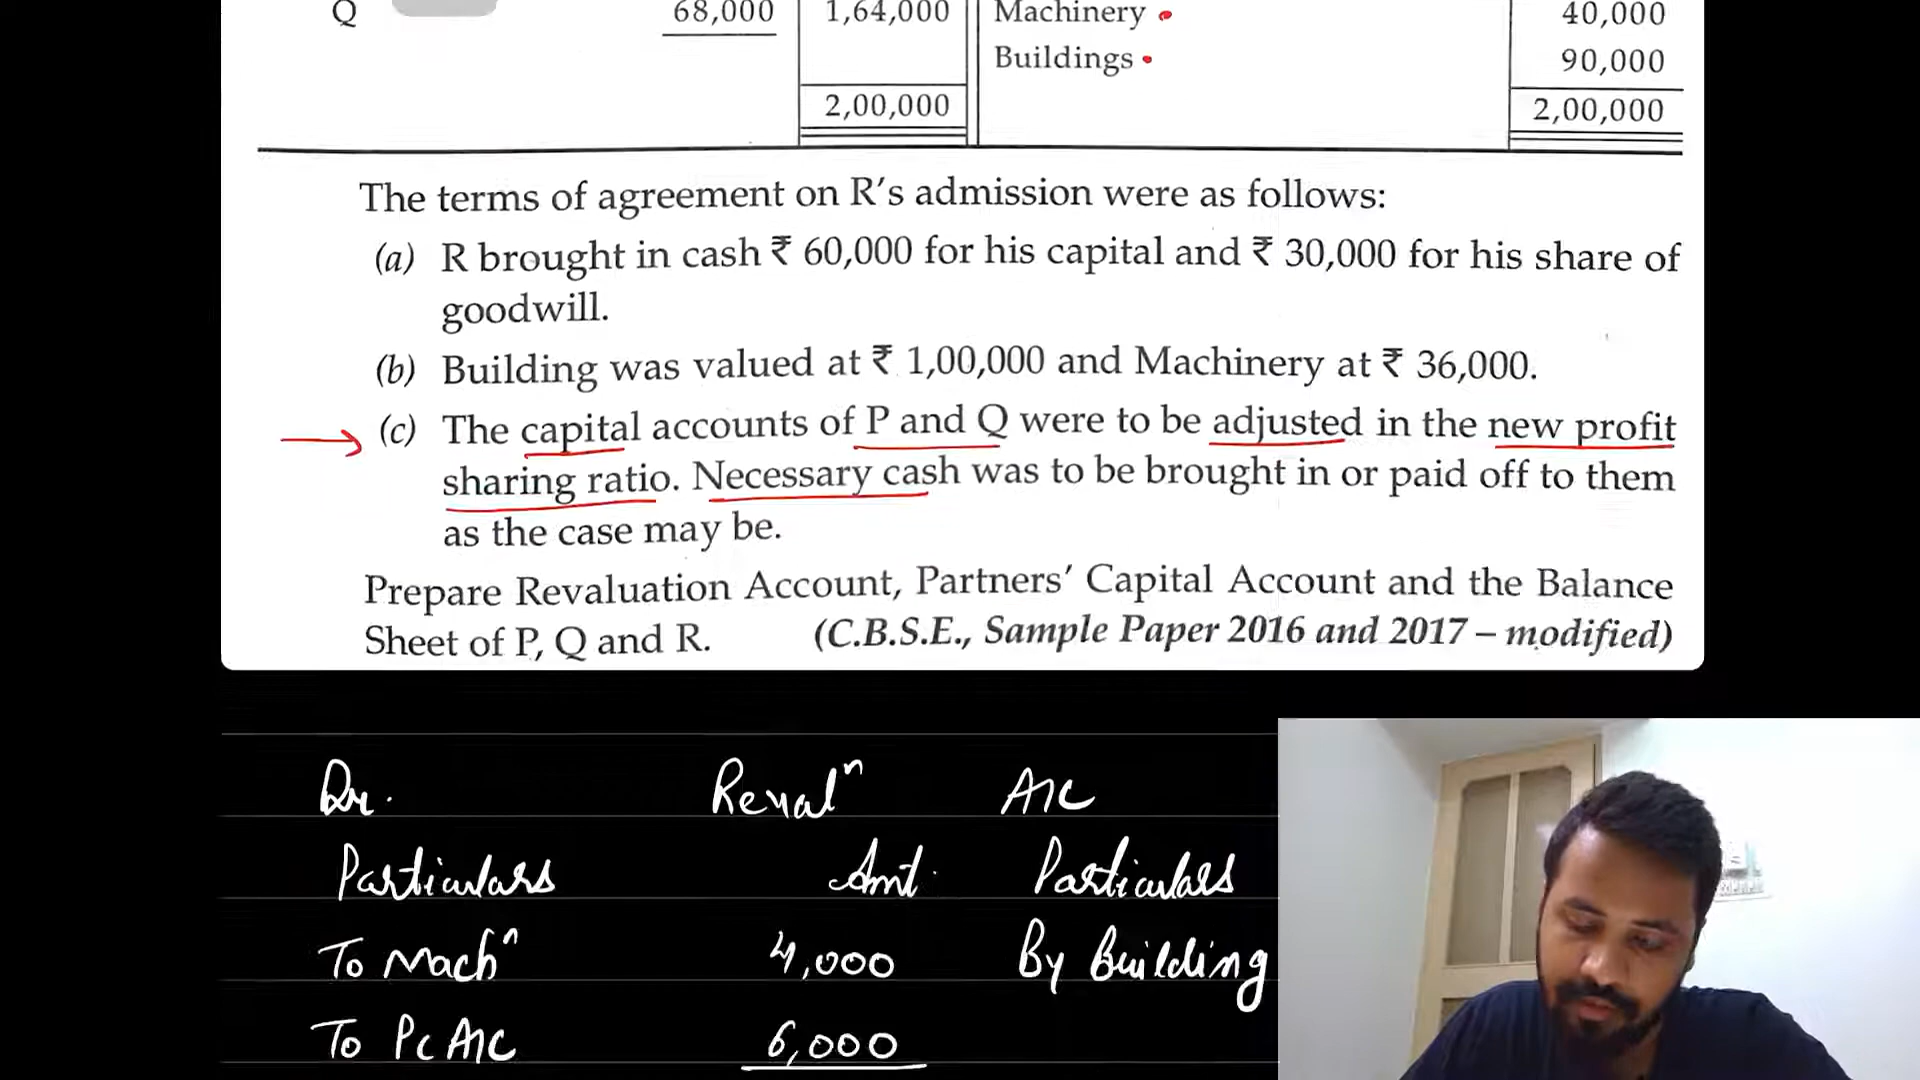 Q 68,000 1,64,000 Machinery 40,000
Buildings 90,000
2,00,000 2,00,000
The terms of agreement on R's admission were as follows:
(a) R brought in cash ₹ 60,000 for his capital and ₹ 30,000 for his share of
goodwill.
(b) Building was valued at ₹ 1,00,000 and Machinery at ₹ 36,000.
(c) The capital accounts of P and Q were to be adjusted in the new profit
sharing ratio. Necessary cash was to be brought in or paid off to them
as the case may be.
Prepare Revaluation Account, Partners' Capital Account and the Balance
Sheet of P, Q and R. (C.B.S.E., Sample Paper 2016 and 2017 – modified)
Dr. Revalⁿ A/C
Particulars Amt. Particulars
To Machⁿ 4,000 By Building
To PC A/C 6,000